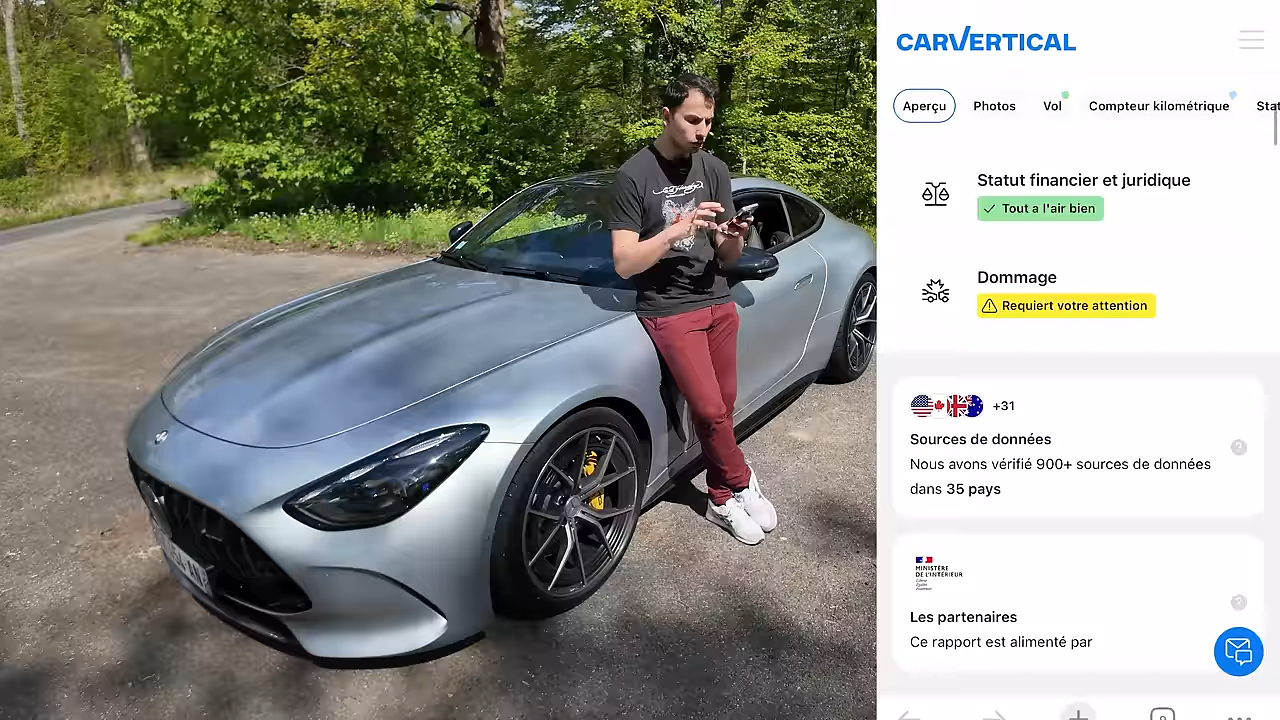 CARVERTICAL
Aperçu Photos Vol Compteur kilométrique Stat
Statut financier et juridique
Tout a l'air bien
Dommage
Requiert votre attention
+31
Sources de données
Nous avons vérifié 900+ sources de données
dans 35 pays
MINISTÈRE
DE L'INTÉRIEUR
Les partenaires
Ce rapport est alimenté par